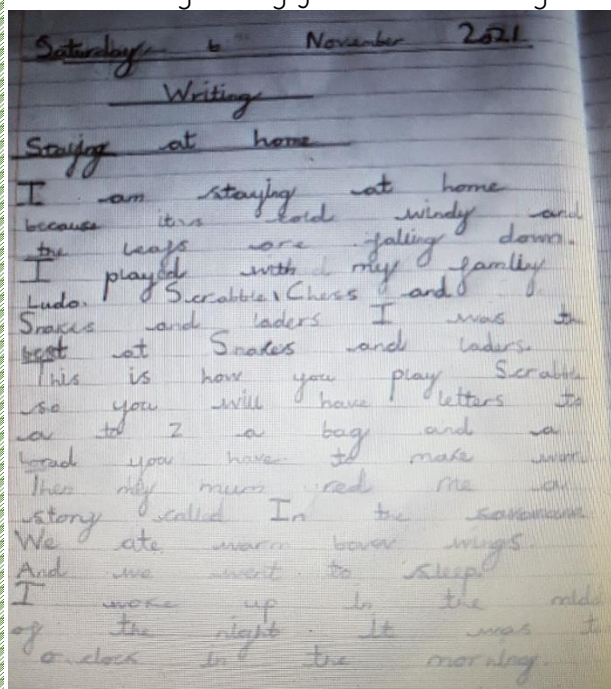 Saturday 6 November 2021
Writing
Staying at home
I am staying at home
because it,s cold windy and
the leafs are falling down.
I played with my family
Ludo, Scrabble, Chess and
Snakes and laders I was
best at Snakes and laders.
This is how you play Scrabble
so you will have letters to
a to z a bag and a
brad you have to make
Then my mum red me a
story called In the savannna
We ate warm wings.
And we went to sleep
I woke up in the
of the night. It was
o clock in the morning.